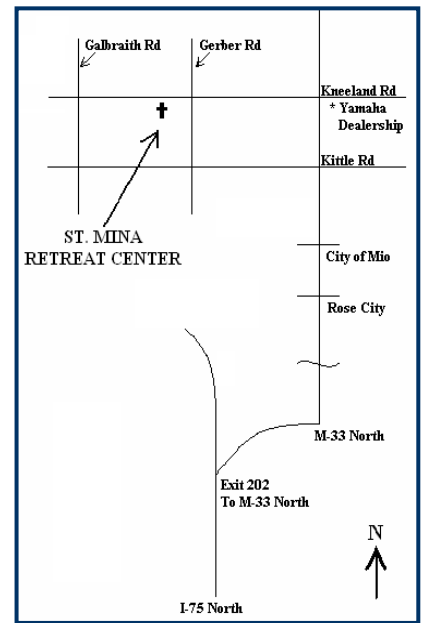 Galbraith Rd
Gerber Rd
Kneeland Rd
* Yamaha
Dealership
Kittle Rd
ST. MINA
RETREAT CENTER
City of Mio
Rose City
M-33 North
Exit 202
To M-33 North
N
I-75 North